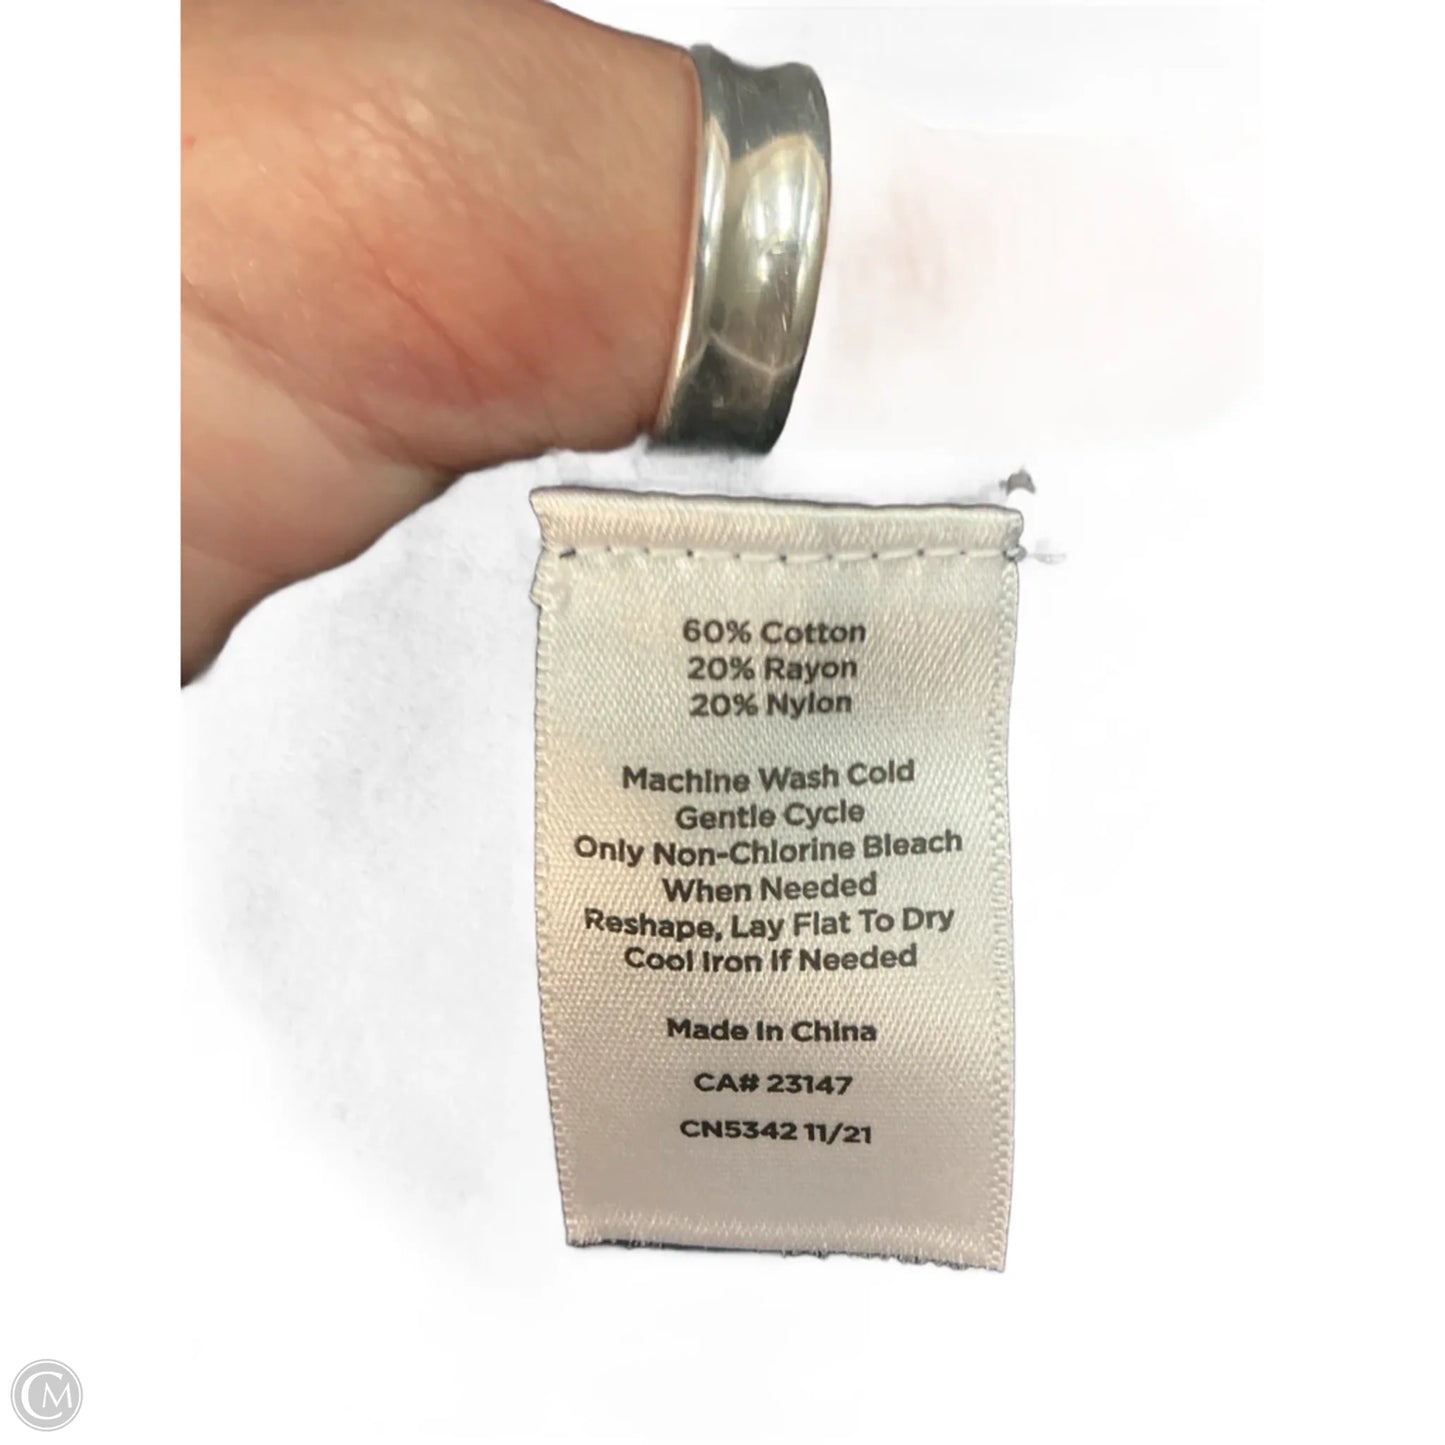 60% Cotton
20% Rayon
20% Nylon
Machine Wash Cold
Gentle Cycle
Only Non-Chlorine Bleach
When Needed
Reshape, Lay Flat To Dry
Cool Iron If Needed
Made In China
CA# 23147
CN5342 11/21
CM